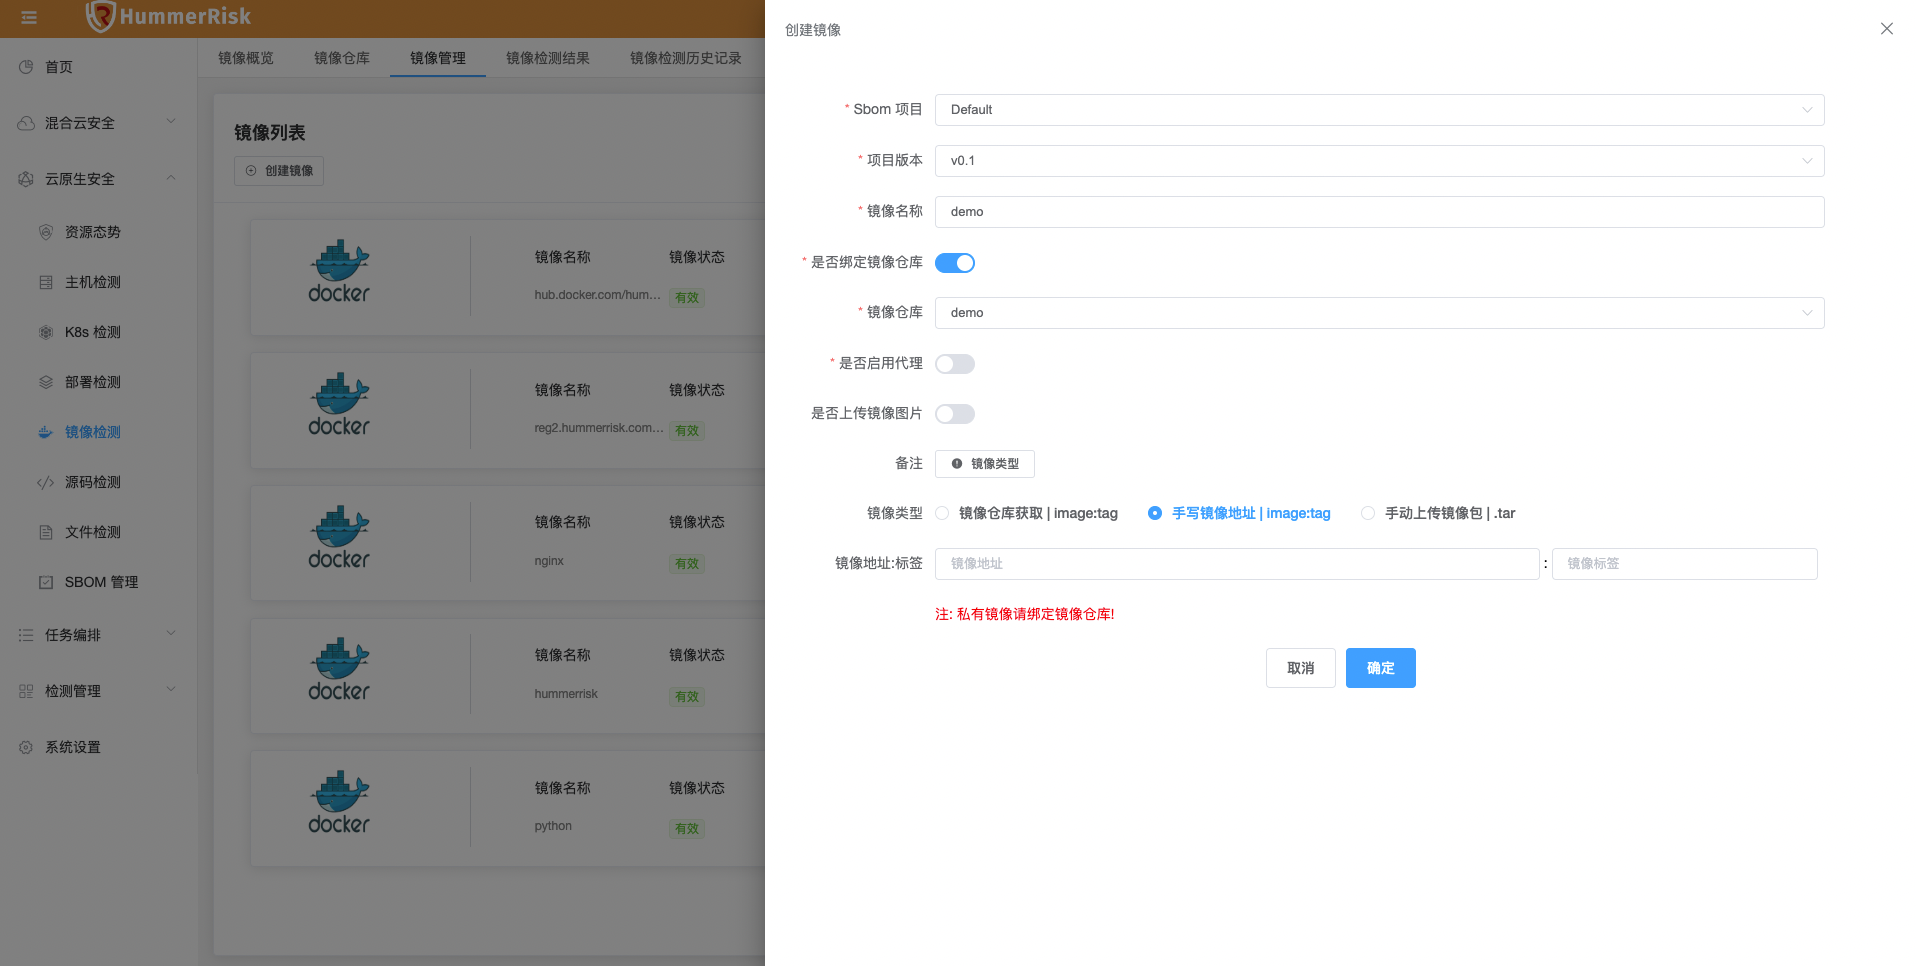 HummerRisk
首页
混合云安全
云原生安全
资源态势
主机检测
K8s 检测
部署检测
镜像检测
源码检测
文件检测
SBOM 管理
任务编排
检测管理
系统设置
镜像概览 镜像仓库 镜像管理 镜像检测结果 镜像检测历史记录
镜像列表
创建镜像
docker
镜像名称 镜像状态
hub.docker.com/hum... 有效
docker
镜像名称 镜像状态
reg2.hummerrisk.com... 有效
docker
镜像名称 镜像状态
nginx 有效
docker
镜像名称 镜像状态
hummerrisk 有效
docker
镜像名称 镜像状态
python 有效
创建镜像
* Sbom 项目 Default
* 项目版本 v0.1
* 镜像名称 demo
* 是否绑定镜像仓库
* 镜像仓库 demo
* 是否启用代理
是否上传镜像图片
备注 镜像类型
镜像类型 镜像仓库获取 | image:tag 手写镜像地址 | image:tag 手动上传镜像包 | .tar
镜像地址:标签 镜像地址 : 镜像标签
注: 私有镜像请绑定镜像仓库!
取消 确定